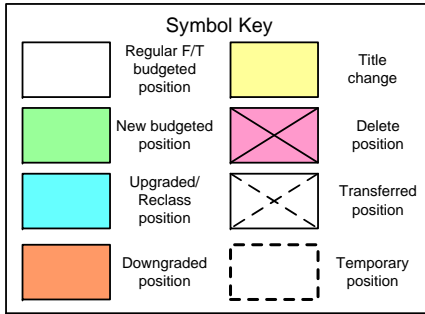 Symbol Key
Regular F/T
budgeted
position
Title
change
New budgeted
position
Delete
position
Upgraded/
Reclass
position
Transferred
position
Downgraded
position
Temporary
position